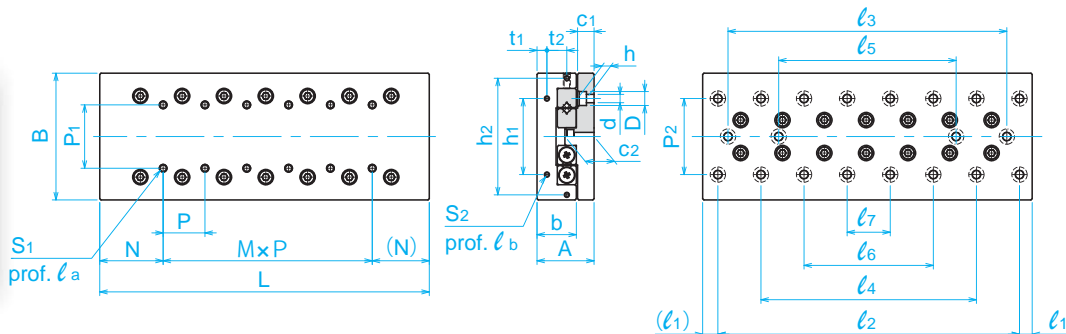 B
P1
S1
prof. ℓa
N
P
M×P
(N)
L
t1
t2
c1
h
h2
h1
d
D
c2
S2
prof. ℓb
b
A
ℓ3
ℓ5
P2
ℓ7
ℓ6
ℓ4
(ℓ1)
ℓ2
ℓ1